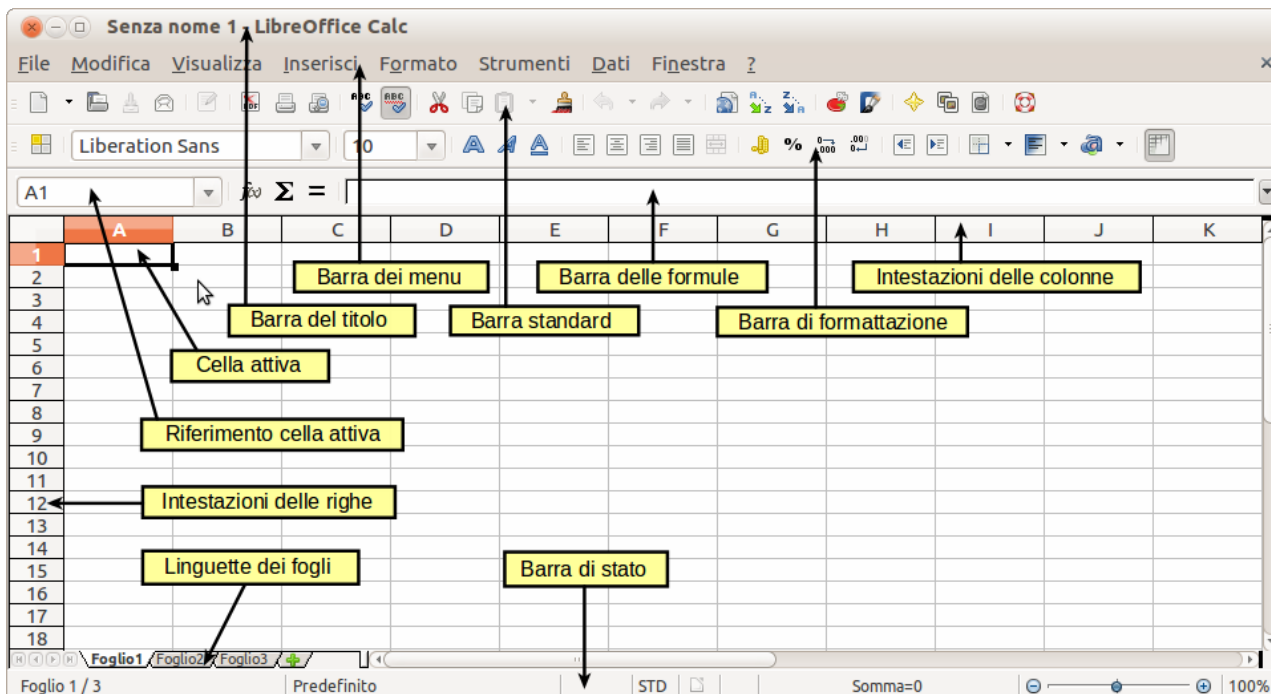 Senza nome 1 - LibreOffice Calc
File Modifica Visualizza Inserisci Formato Strumenti Dati Finestra ?
Liberation Sans 10
A1
A B C D E F G H I J K
1
2
Barra dei menu Barra delle formule Intestazioni delle colonne
3
4
Barra del titolo Barra standard Barra di formattazione
5
6
Cella attiva
7
8
9
Riferimento cella attiva
10
11
12
Intestazioni delle righe
13
14
15
Linguette dei fogli Barra di stato
16
17
18
Foglio1 Foglio2 Foglio3
Foglio 1 / 3 Predefinito STD Somma=0 100%